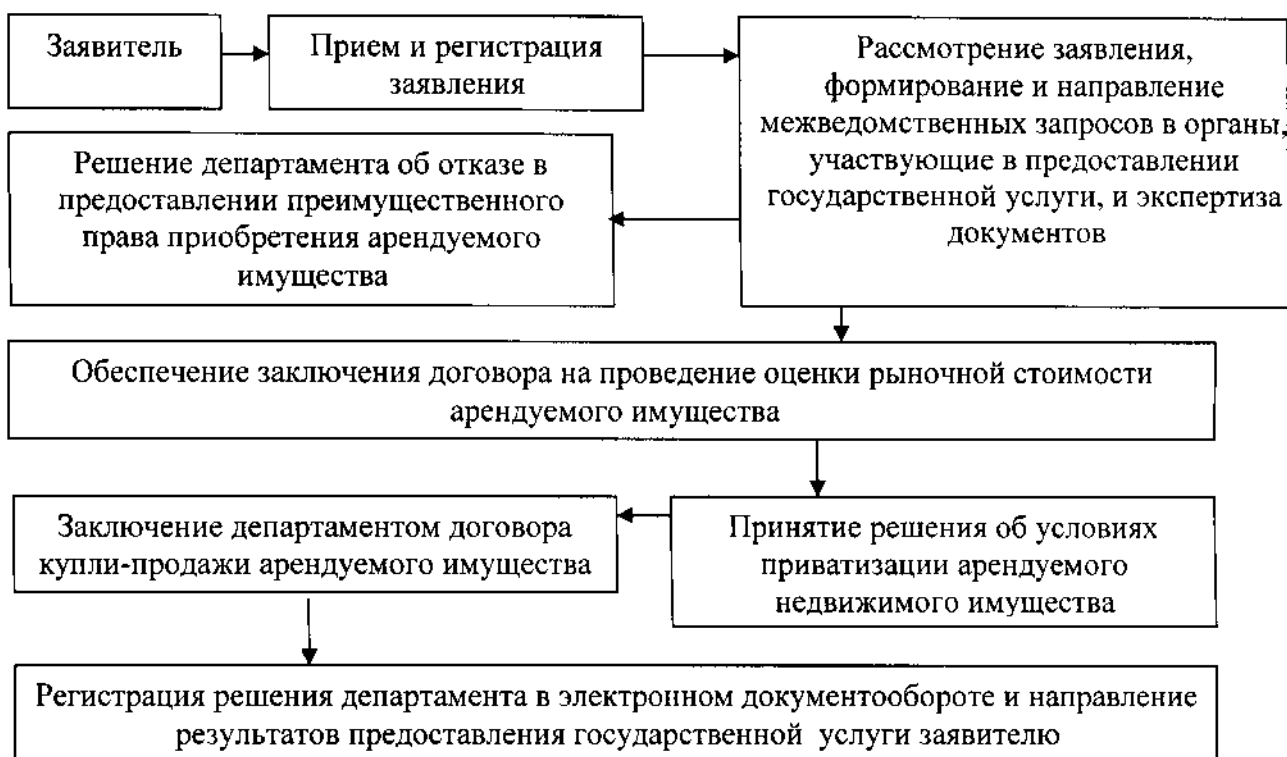 Заявитель
Прием и регистрация
заявления
Рассмотрение заявления,
формирование и направление
межведомственных запросов в органы,
участвующие в предоставлении
государственной услуги, и экспертиза
документов
Решение департамента об отказе в
предоставлении преимущественного
права приобретения арендуемого
имущества
Обеспечение заключения договора на проведение оценки рыночной стоимости
арендуемого имущества
Заключение департаментом договора
купли-продажи арендуемого имущества
Принятие решения об условиях
приватизации арендуемого
недвижимого имущества
Регистрация решения департамента в электронном документообороте и направление
результатов предоставления государственной услуги заявителю